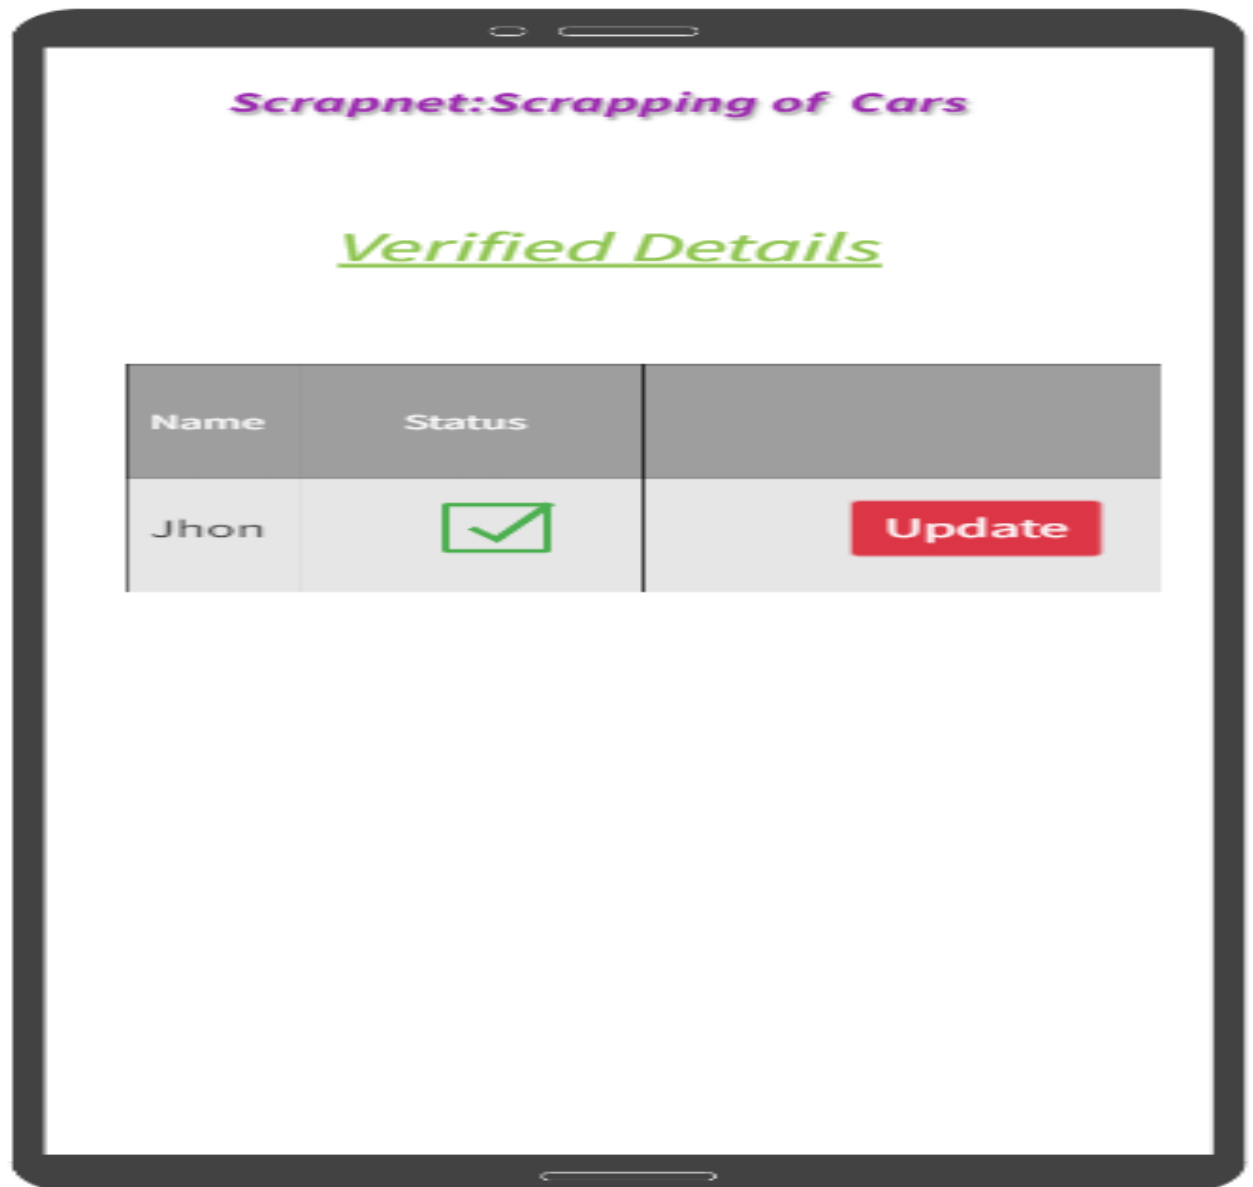 Scrapnet:Scrapping of Cars
Verified Details
Name Status
Jhon Update